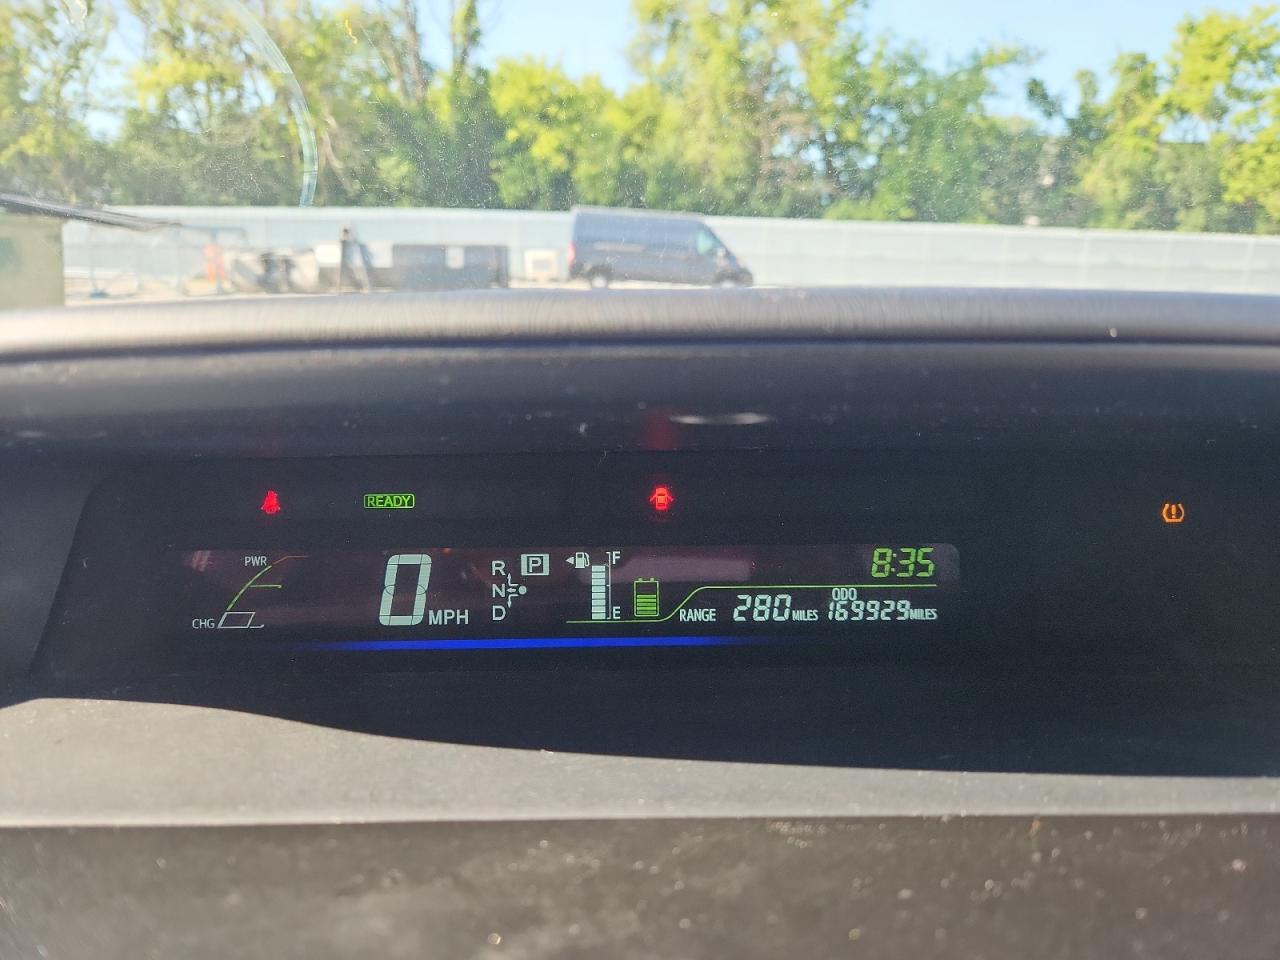 READY
PWR
CHG
0 MPH
R P
N
D
F
E
8:35
RANGE 280 MILES
ODO
169929 MILES